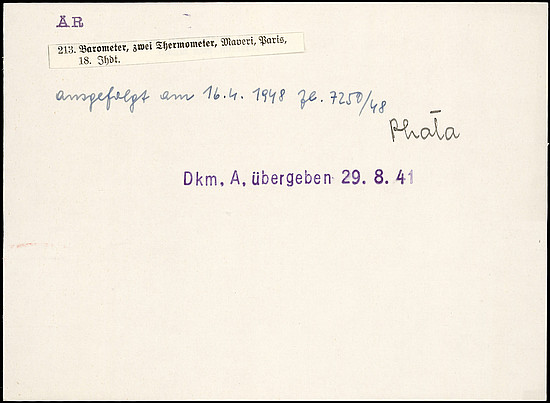 AR
213. Barometer, zwei Thermometer, Maveri, Paris,
18. Jhdt.
ausgefolgt am 16.4. 1948 Zl. 7250/48
Dkm, A, übergeben 29. 8. 41